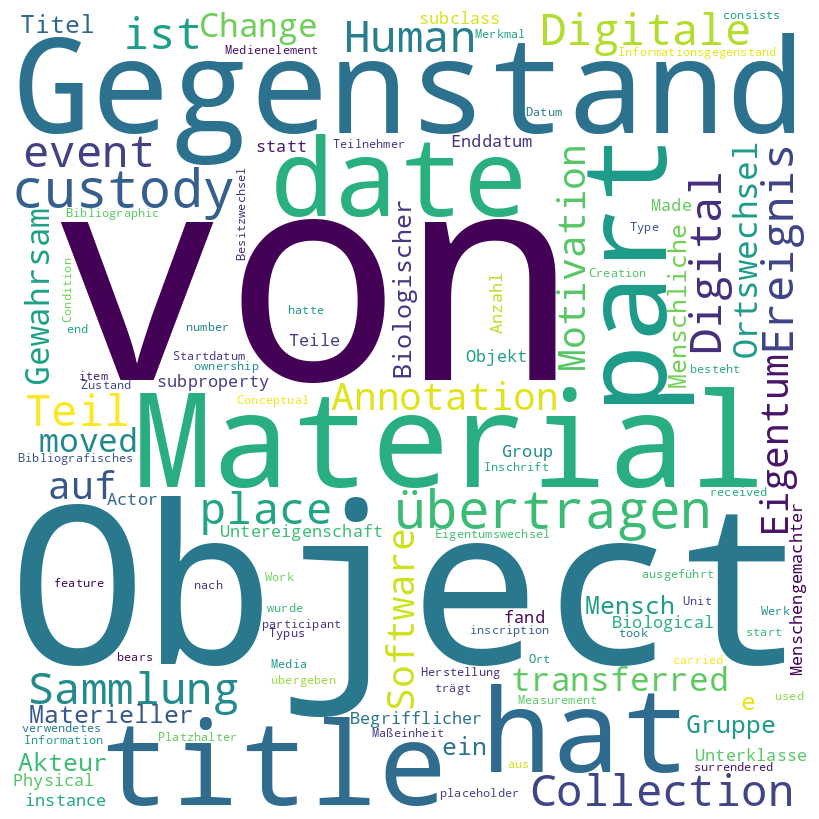 Titel
ist
Change
subclass
consists
Medienelement
Human
Merkmal
Digitale
Informationsgegenstand
Gegenstand
Datum
event
statt
Teilnehmer
Enddatum
date
part
custody
Besitzwechsel
Bibliographic
Gewahrsam
Condition
von
Biologischer
Motivation
Made
Type
Menschliche
Digital
Ortswechsel
Ereignis
Creation
hatte
Anzahl
end
number
Teile
Startdatum
ownership
Objekt
item
Zustand
subproperty
besteht
Eigentum
Teil
Conceptual
Annotation
Material
moved
Bibliografisches
Group
Inschrift
auf
Actor
place
übertragen
received
Untereigenschaft
Eigentumswechsel
Menschengemachter
Object
Software
feature
nach
Work
ausgeführt
wurde
fand
Mensch
Unit
Werk
participant
Typus
inscription
Biological
took
start
bears
Media
Ort
carried
Sammlung
übergeben
Herstellung
trägt
transferred
hat
Measurement
e
used
Materieller
Begrifflicher
verwendetes
Information
Platzhalter
title
Maßeinheit
ein
Gruppe
Akteur
Unterklasse
aus
surrendered
Physical
instance
placeholder
Collection